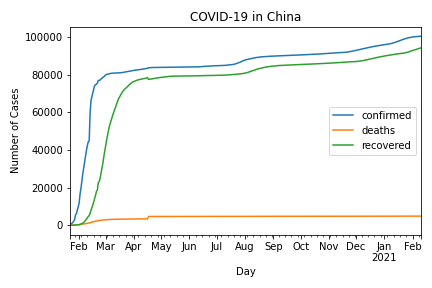 COVID-19 in China
100000
80000
60000
40000
20000
0
Number of Cases
confirmed
deaths
recovered
Feb Mar Apr May Jun Jul Aug Sep Oct Nov Dec Jan Feb
2021
Day